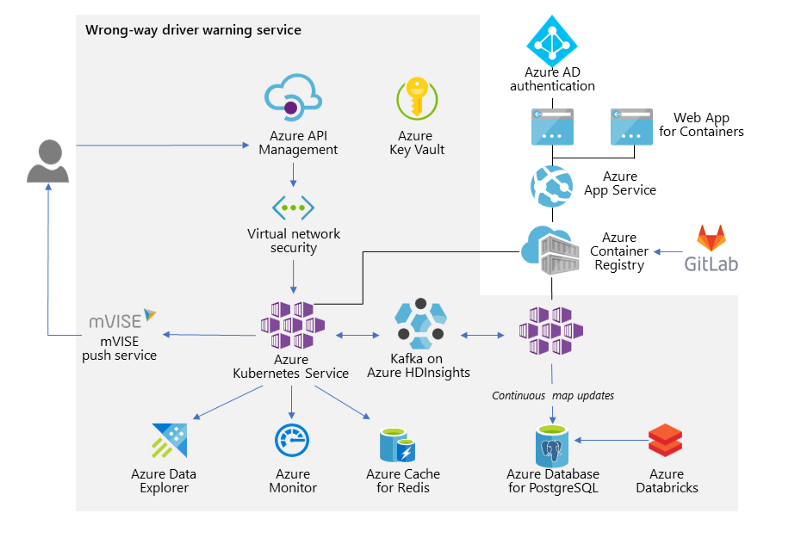 Wrong-way driver warning service
Azure AD
authentication
Azure API
Management
Azure
Key Vault
Web App
for Containers
Azure
App Service
Virtual network
security
Azure
Container
Registry
GitLab
mVISE
mVISE
push service
Azure
Kubernetes Service
Kafka on
Azure HDInsights
Continuous map updates
Azure Data
Explorer
Azure
Monitor
Azure Cache
for Redis
Azure Database
for PostgreSQL
Azure
Databricks